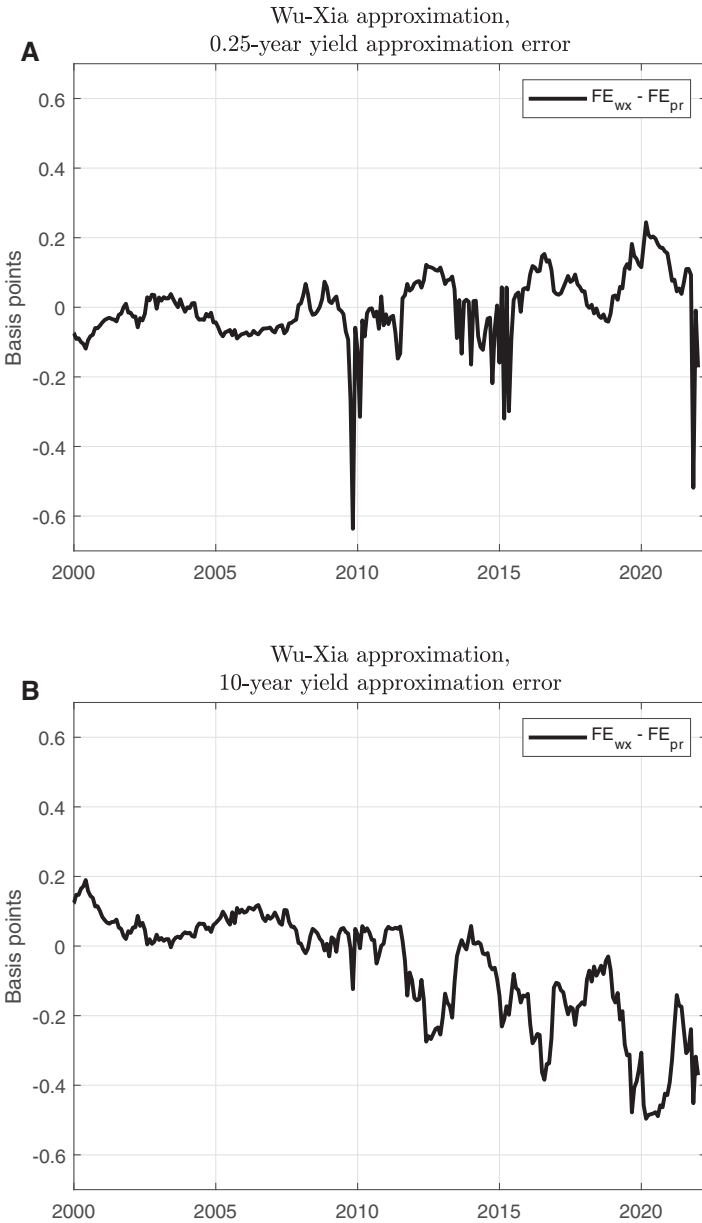 Wu-Xia approximation,
A
0.25-year yield approximation error
FE_wx - FE_pr
0.6
0.4
0.2
0
-0.2
-0.4
-0.6
Basis points
2000 2005 2010 2015 2020
Wu-Xia approximation,
B
10-year yield approximation error
FE_wx - FE_pr
0.6
0.4
0.2
0
-0.2
-0.4
-0.6
Basis points
2000 2005 2010 2015 2020